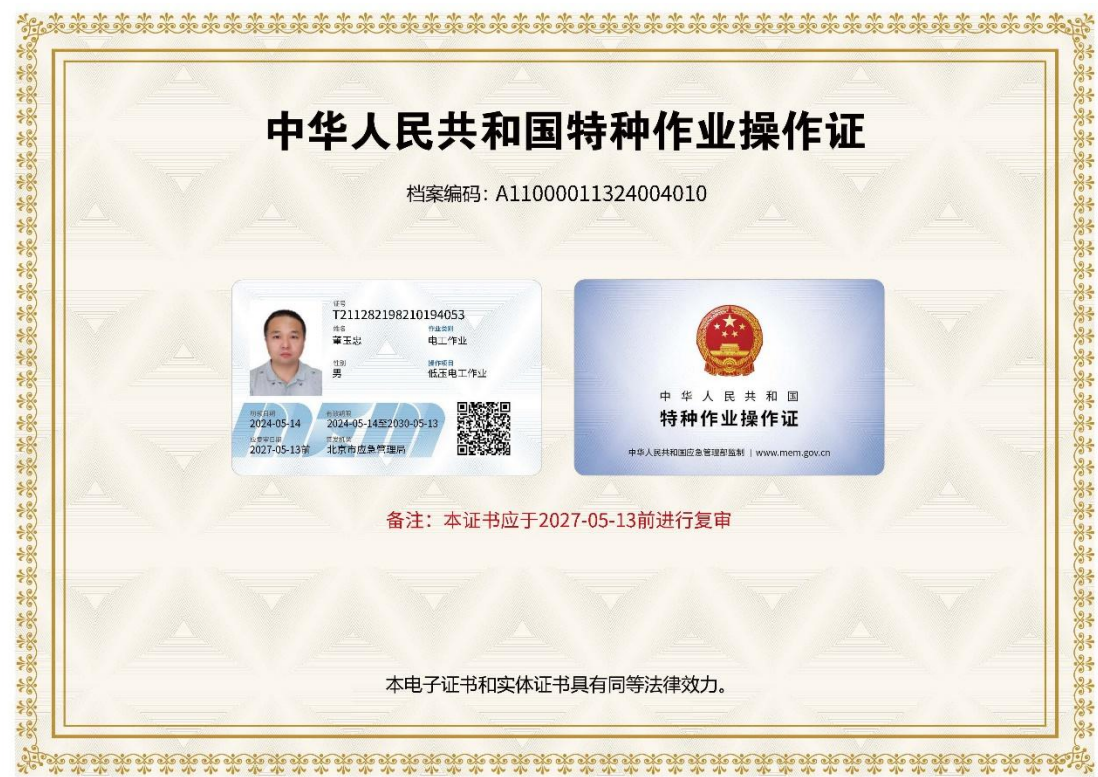 中华人民共和国特种作业操作证
档案编码：A11000011324004010
证号
T211282198210194053
姓名
董玉忠
作业类别
电工作业
性别
男
操作项目
低压电工作业
初领日期
2024-05-14
有效期限
2024-05-14至2030-05-13
应复审日期
2027-05-13前
签发机关
北京市应急管理局
中华人民共和国
特种作业操作证
中华人民共和国应急管理部监制 | www.mem.gov.cn
备注：本证书应于2027-05-13前进行复审
本电子证书和实体证书具有同等法律效力。